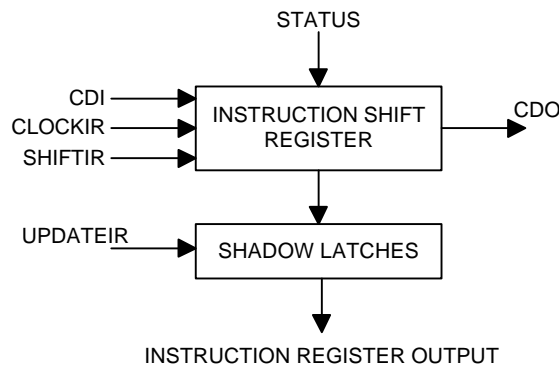 STATUS
CDI
CLOCKIR
SHIFTIR
INSTRUCTION SHIFT
REGISTER
CDO
UPDATEIR
SHADOW LATCHES
INSTRUCTION REGISTER OUTPUT